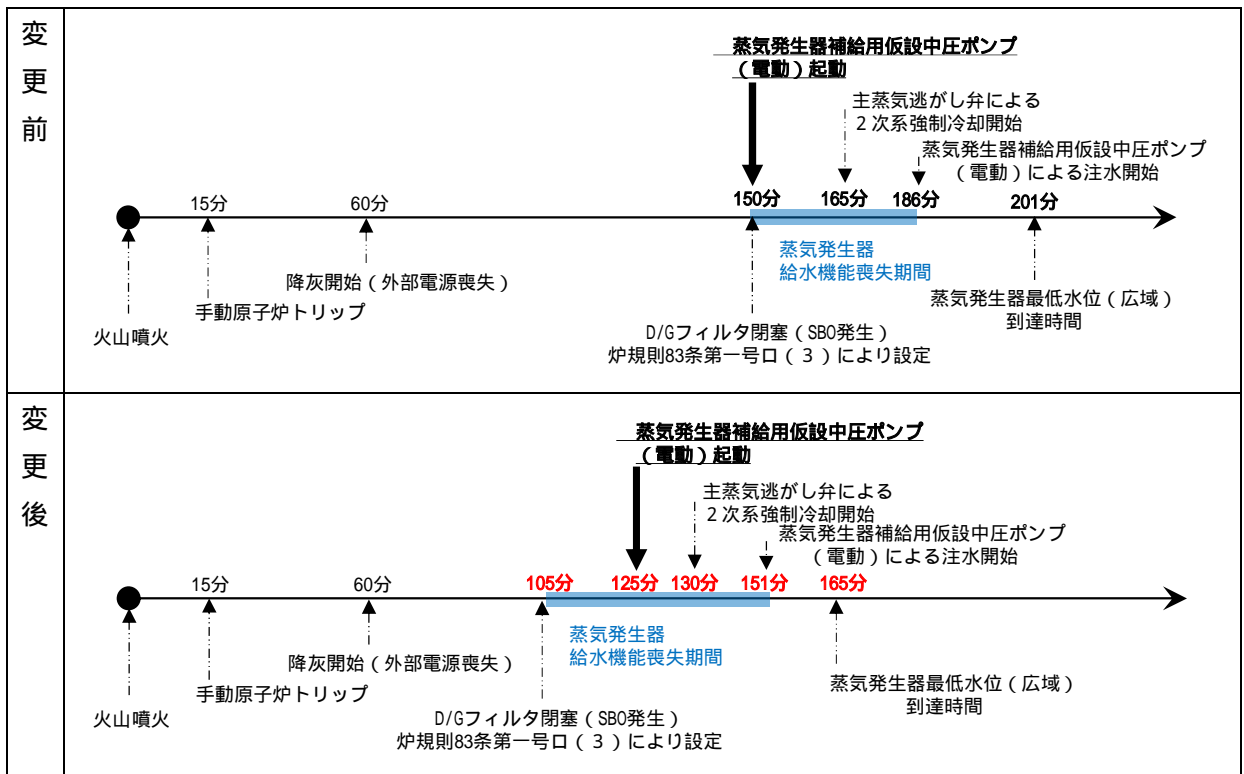 変更前
蒸気発生器補給用仮設中圧ポンプ
（電動）起動
主蒸気逃がし弁による
２次系強制冷却開始
蒸気発生器補給用仮設中圧ポンプ
（電動）による注水開始
15分
60分
150分
165分
186分
201分
蒸気発生器
給水機能喪失期間
降灰開始（外部電源喪失）
手動原子炉トリップ
火山噴火
蒸気発生器最低水位（広域）
到達時間
D/Gフィルタ閉塞（SBO発生）
炉規則83条第一号ロ（３）により設定
変更後
蒸気発生器補給用仮設中圧ポンプ
（電動）起動
主蒸気逃がし弁による
２次系強制冷却開始
蒸気発生器補給用仮設中圧ポンプ
（電動）による注水開始
15分
60分
105分
125分
130分
151分
165分
蒸気発生器
給水機能喪失期間
降灰開始（外部電源喪失）
手動原子炉トリップ
火山噴火
蒸気発生器最低水位（広域）
到達時間
D/Gフィルタ閉塞（SBO発生）
炉規則83条第一号ロ（３）により設定